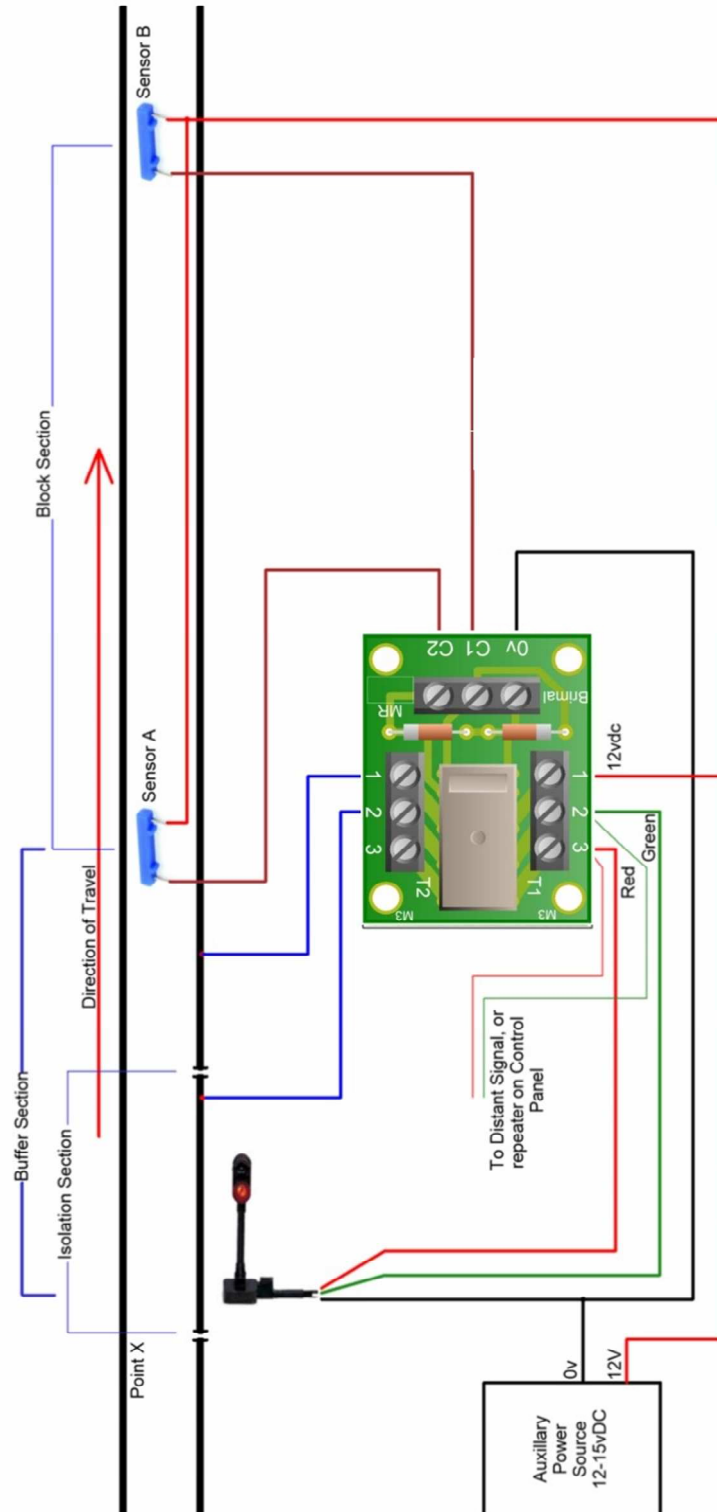 Sensor B
Block Section
Sensor A
Direction of Travel
Buffer Section
Isolation Section
Point X
C2
C1
0v
MR
Brimal
1
2
3
T2
M3
1
2
3
T1
M3
12vdc
Green
Red
To Distant Signal, or
repeater on Control
Panel
0v
12V
Auxillary
Power
Source
12-15vDC